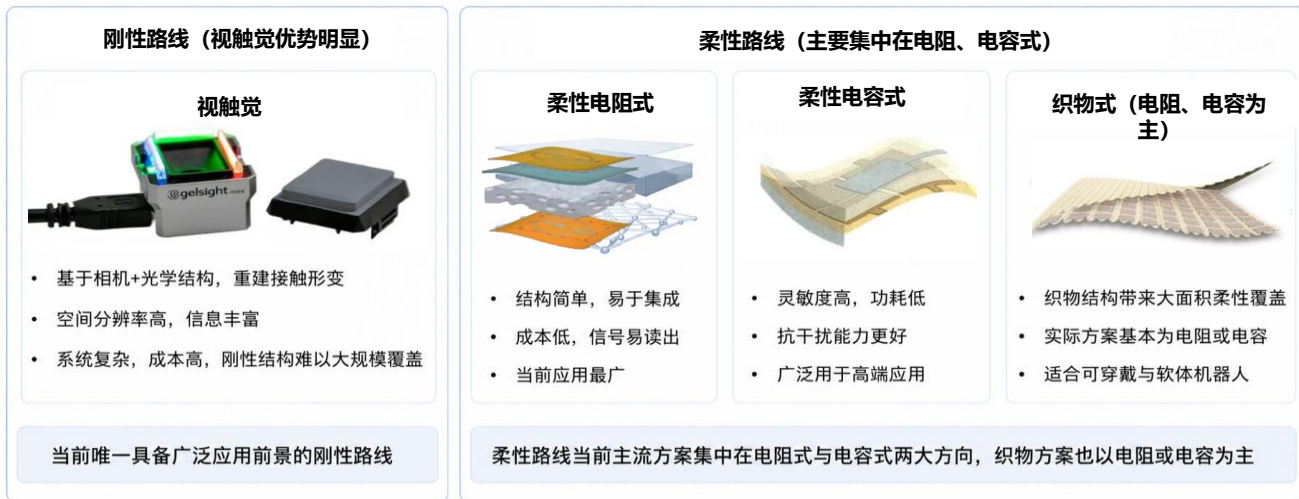 刚性路线（视触觉优势明显）
视触觉
gelsight mini
• 基于相机+光学结构，重建接触形变
• 空间分辨率高，信息丰富
• 系统复杂，成本高，刚性结构难以大规模覆盖
当前唯一具备广泛应用前景的刚性路线
柔性路线（主要集中在电阻、电容式）
柔性电阻式
• 结构简单，易于集成
• 成本低，信号易读出
• 当前应用最广
柔性电容式
• 灵敏度高，功耗低
• 抗干扰能力更好
• 广泛用于高端应用
织物式（电阻、电容为
主）
• 织物结构带来大面积柔性覆盖
• 实际方案基本为电阻或电容
• 适合可穿戴与软体机器人
柔性路线当前主流方案集中在电阻式与电容式两大方向，织物方案也以电阻或电容为主